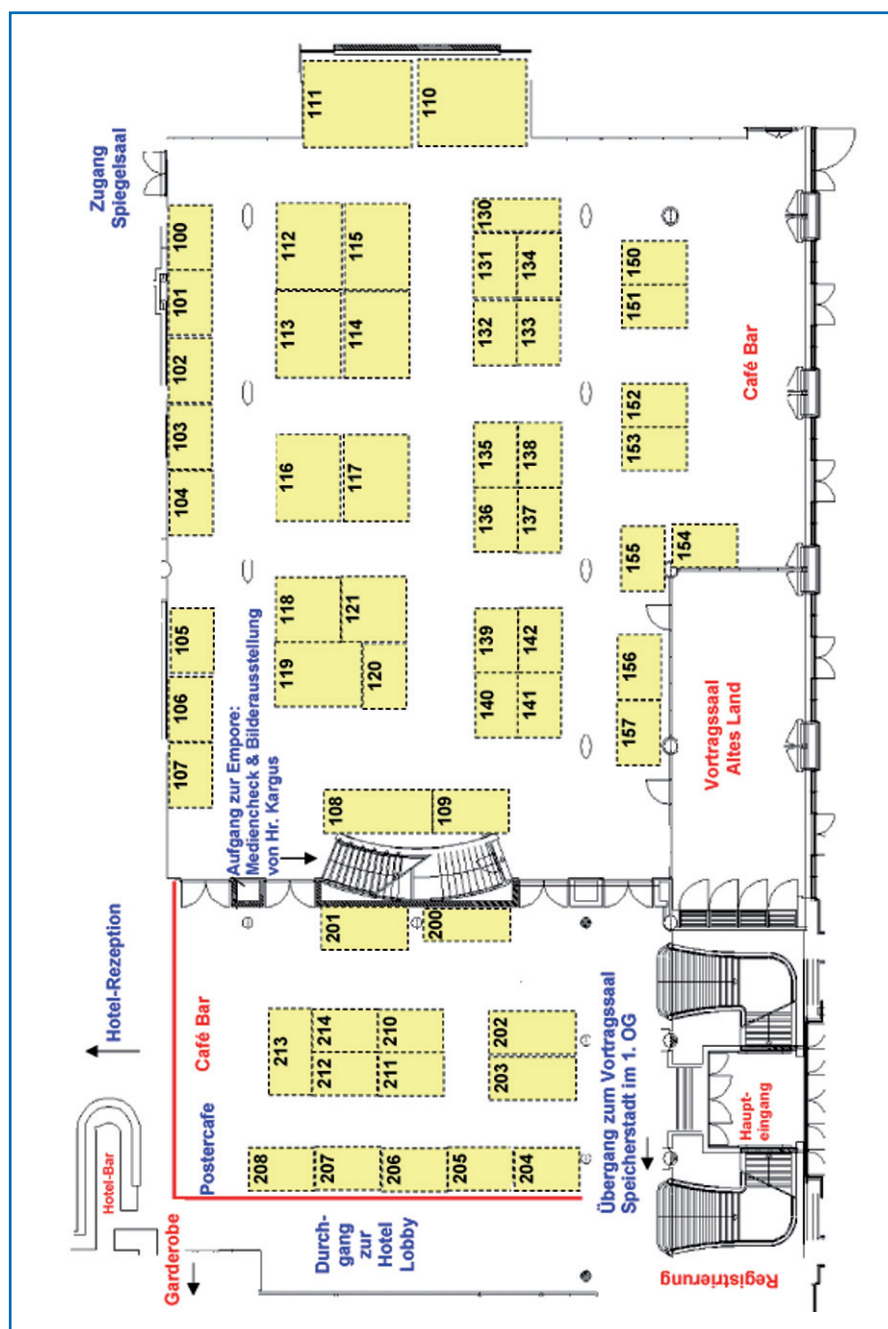 111
110
Zugang
Spiegelsaal
100
101
102
103
104
112
115
113
114
130
131
134
132
133
150
151
152
153
Café Bar
116
117
135
138
136
137
155
154
105
106
107
118
121
119
120
139
142
140
141
156
157
Vortragssaal
Altes Land
Aufgang zur Empore:
Mediencheck & Bilderausstellung
von Hr. Kargus
108
109
201
200
Hotel-Rezeption
Café Bar
213
214
210
212
211
202
203
Postercafe
208
207
206
205
204
Übergang zum Vortragssaal
Speicherstadt im 1. OG
Haupt-
eingang
Hotel-Bar
Garderobe
Durch-
gang
zur
Hotel
Lobby
Registrierung